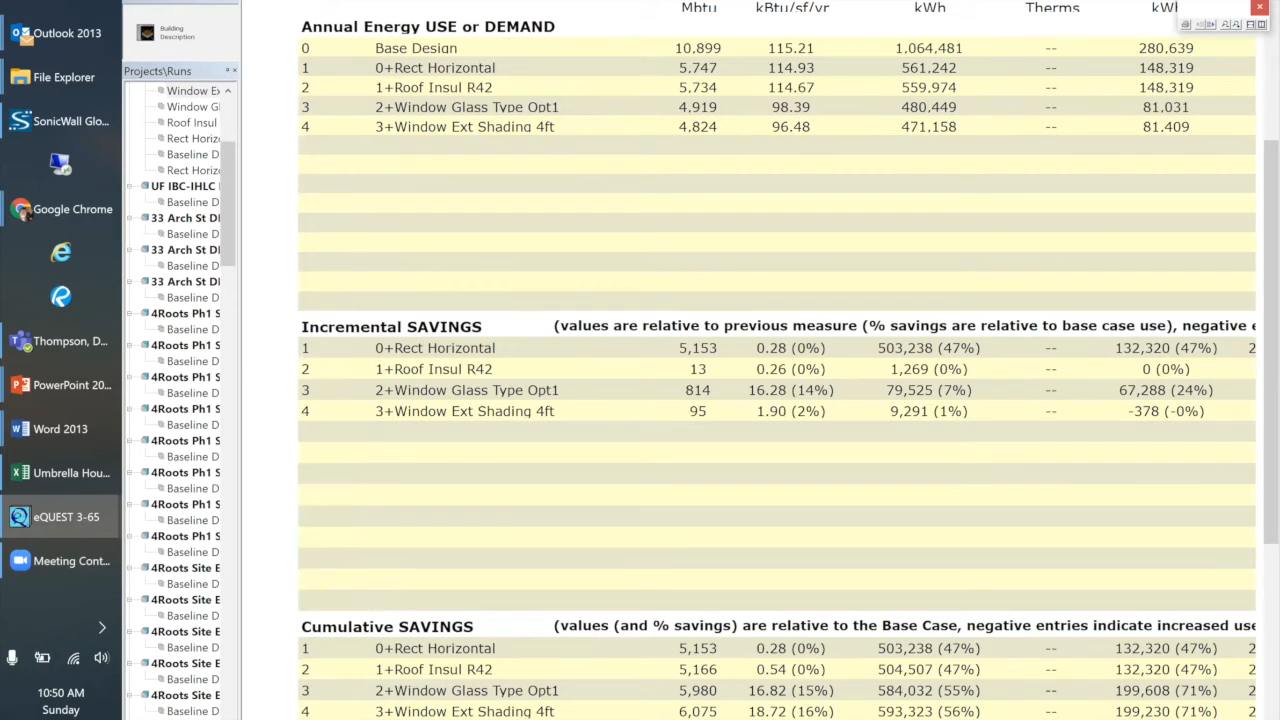 Outlook 2013
File Explorer
SonicWall Glo...
Google Chrome
Thompson, D...
PowerPoint 20...
Word 2013
Umbrella Hou...
eQUEST 3-65
Meeting Cont...
10:50 AM
Sunday
Building
Description
Projects\Runs
Window Ex
Window Gl
Roof Insul
Rect Horiz
Baseline D
Rect Horiz
UF IBC-IHLC
Baseline D
33 Arch St D
Baseline D
33 Arch St D
Baseline D
33 Arch St D
Baseline D
4Roots Ph1 S
Baseline D
4Roots Ph1 S
Baseline D
4Roots Ph1 S
Baseline D
4Roots Ph1 S
Baseline D
4Roots Ph1 S
Baseline D
4Roots Ph1 S
Baseline D
4Roots Ph1 S
Baseline D
4Roots Ph1 S
Baseline D
4Roots Site E
Baseline D
4Roots Site E
Baseline D
4Roots Site E
Baseline D
4Roots Site E
Baseline D
4Roots Site E
Baseline D
Mbtu kBtu/sf/yr kWh Therms kWh
Annual Energy USE or DEMAND
0 Base Design 10,899 115.21 1,064,481 -- 280,639
1 0+Rect Horizontal 5,747 114.93 561,242 -- 148,319
2 1+Roof Insul R42 5,734 114.67 559,974 -- 148,319
3 2+Window Glass Type Opt1 4,919 98.39 480,449 -- 81,031
4 3+Window Ext Shading 4ft 4,824 96.48 471,158 -- 81,409
Incremental SAVINGS (values are relative to previous measure (% savings are relative to base case use), negative e
1 0+Rect Horizontal 5,153 0.28 (0%) 503,238 (47%) -- 132,320 (47%) 2
2 1+Roof Insul R42 13 0.26 (0%) 1,269 (0%) -- 0 (0%)
3 2+Window Glass Type Opt1 814 16.28 (14%) 79,525 (7%) -- 67,288 (24%)
4 3+Window Ext Shading 4ft 95 1.90 (2%) 9,291 (1%) -- -378 (-0%)
Cumulative SAVINGS (values (and % savings) are relative to the Base Case, negative entries indicate increased use
1 0+Rect Horizontal 5,153 0.28 (0%) 503,238 (47%) -- 132,320 (47%) 2
2 1+Roof Insul R42 5,166 0.54 (0%) 504,507 (47%) -- 132,320 (47%) 2
3 2+Window Glass Type Opt1 5,980 16.82 (15%) 584,032 (55%) -- 199,608 (71%) 2
4 3+Window Ext Shading 4ft 6,075 18.72 (16%) 593,323 (56%) -- 199,230 (71%) 2